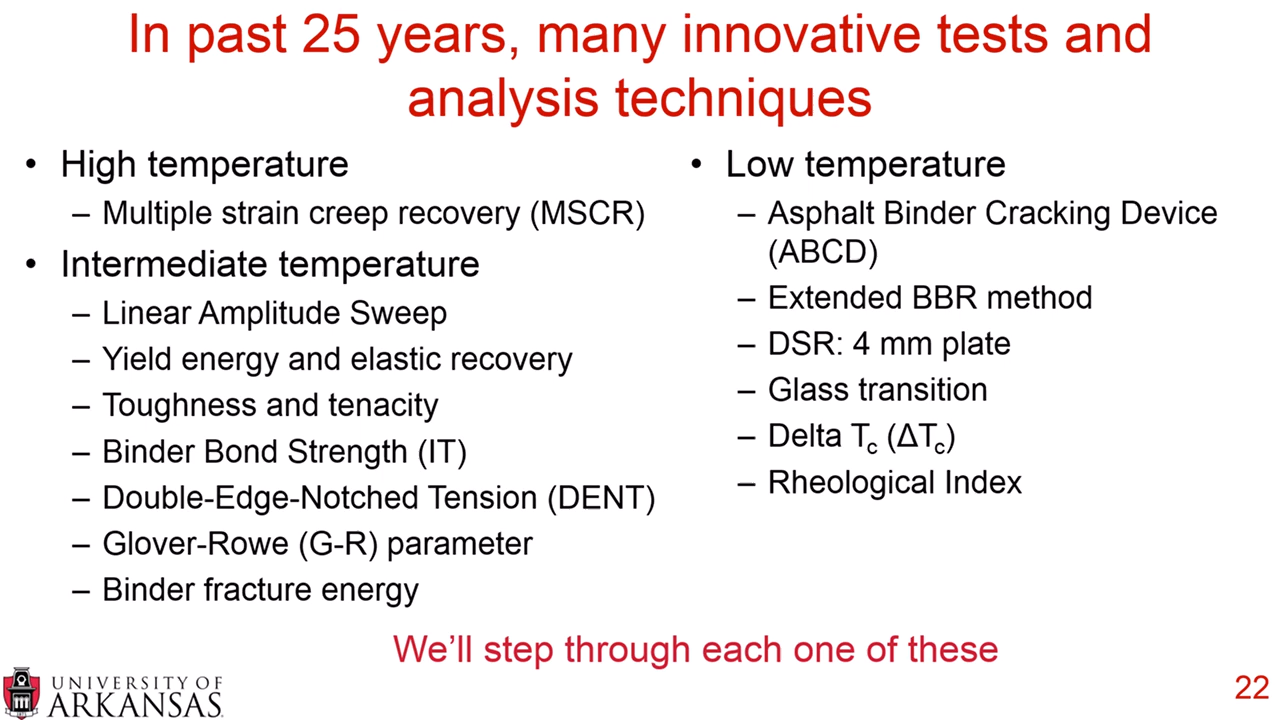 In past 25 years, many innovative tests and
analysis techniques
• High temperature
– Multiple strain creep recovery (MSCR)
• Intermediate temperature
– Linear Amplitude Sweep
– Yield energy and elastic recovery
– Toughness and tenacity
– Binder Bond Strength (IT)
– Double-Edge-Notched Tension (DENT)
– Glover-Rowe (G-R) parameter
– Binder fracture energy
• Low temperature
– Asphalt Binder Cracking Device
(ABCD)
– Extended BBR method
– DSR: 4 mm plate
– Glass transition
– Delta Tc (ΔTc)
– Rheological Index
We’ll step through each one of these
UNIVERSITY OF
ARKANSAS
22